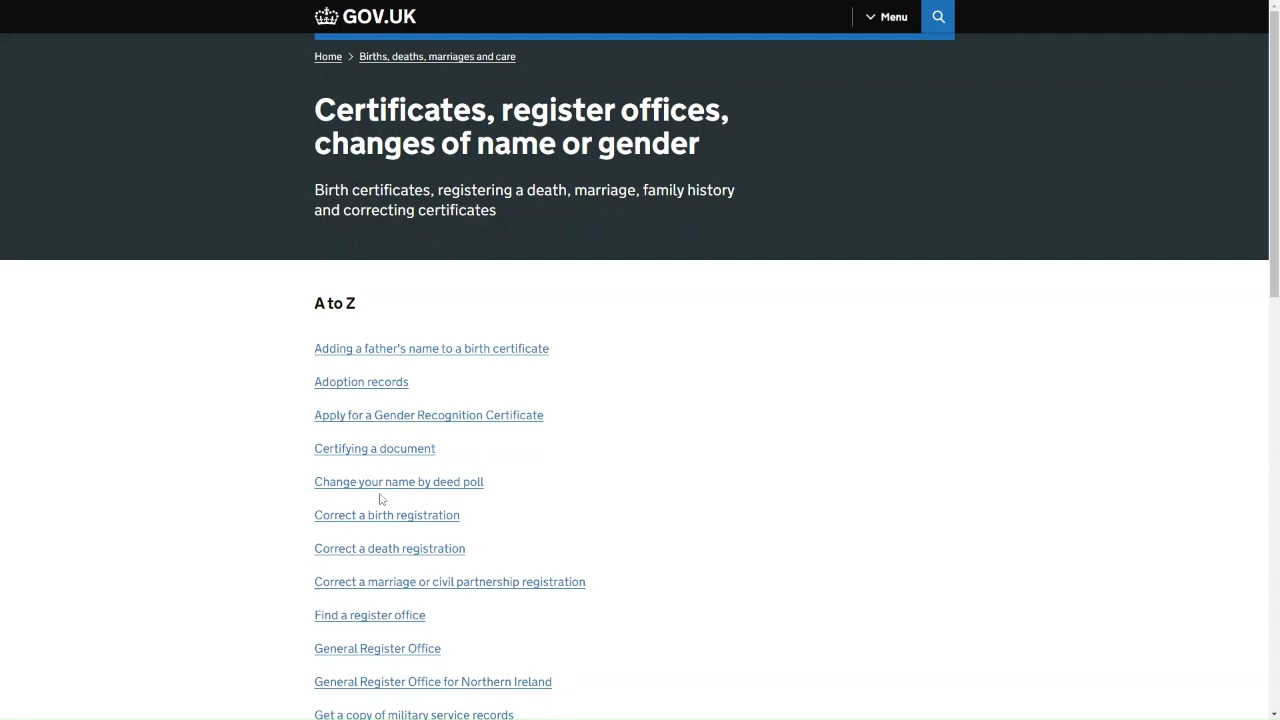 GOV.UK
Menu
Home > Births, deaths, marriages and care
Certificates, register offices,
changes of name or gender
Birth certificates, registering a death, marriage, family history
and correcting certificates
A to Z
Adding a father's name to a birth certificate
Adoption records
Apply for a Gender Recognition Certificate
Certifying a document
Change your name by deed poll
Correct a birth registration
Correct a death registration
Correct a marriage or civil partnership registration
Find a register office
General Register Office
General Register Office for Northern Ireland
Get a copy of military service records